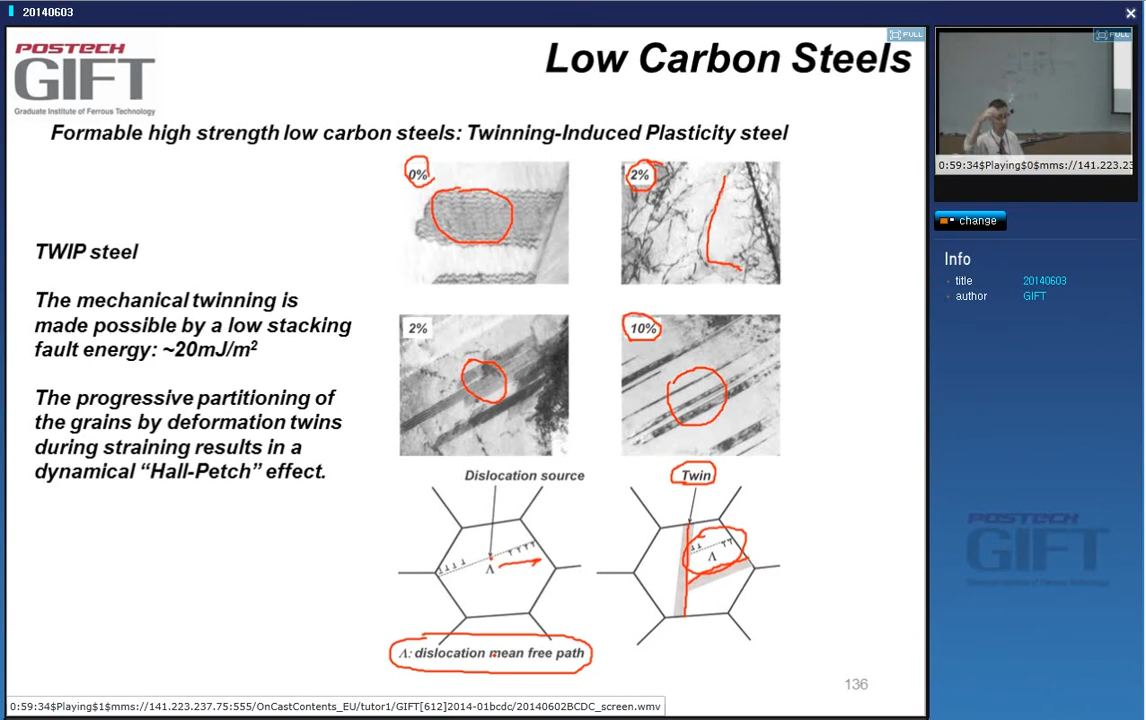 20140603
FULL
FULL
POSTECH
GIFT
Graduate Institute of Ferrous Technology
Low Carbon Steels
Formable high strength low carbon steels: Twinning-Induced Plasticity steel
0%
2%
TWIP steel
The mechanical twinning is
made possible by a low stacking
fault energy: ~20mJ/m²
2%
10%
The progressive partitioning of
the grains by deformation twins
during straining results in a
dynamical “Hall-Petch” effect.
Dislocation source
Twin
Λ
Λ
Λ: dislocation mean free path
136
0:59:34$Playing$1$mms://141.223.237.75:555/OnCastContents_EU/tutor1/GIFT[612]2014-01bcdc/20140602BCDC_screen.wmv
0:59:34$Playing$0$mms://141.223.23
change
Info
title 20140603
author GIFT
POSTECH
GIFT
Graduate Institute of Ferrous Technology